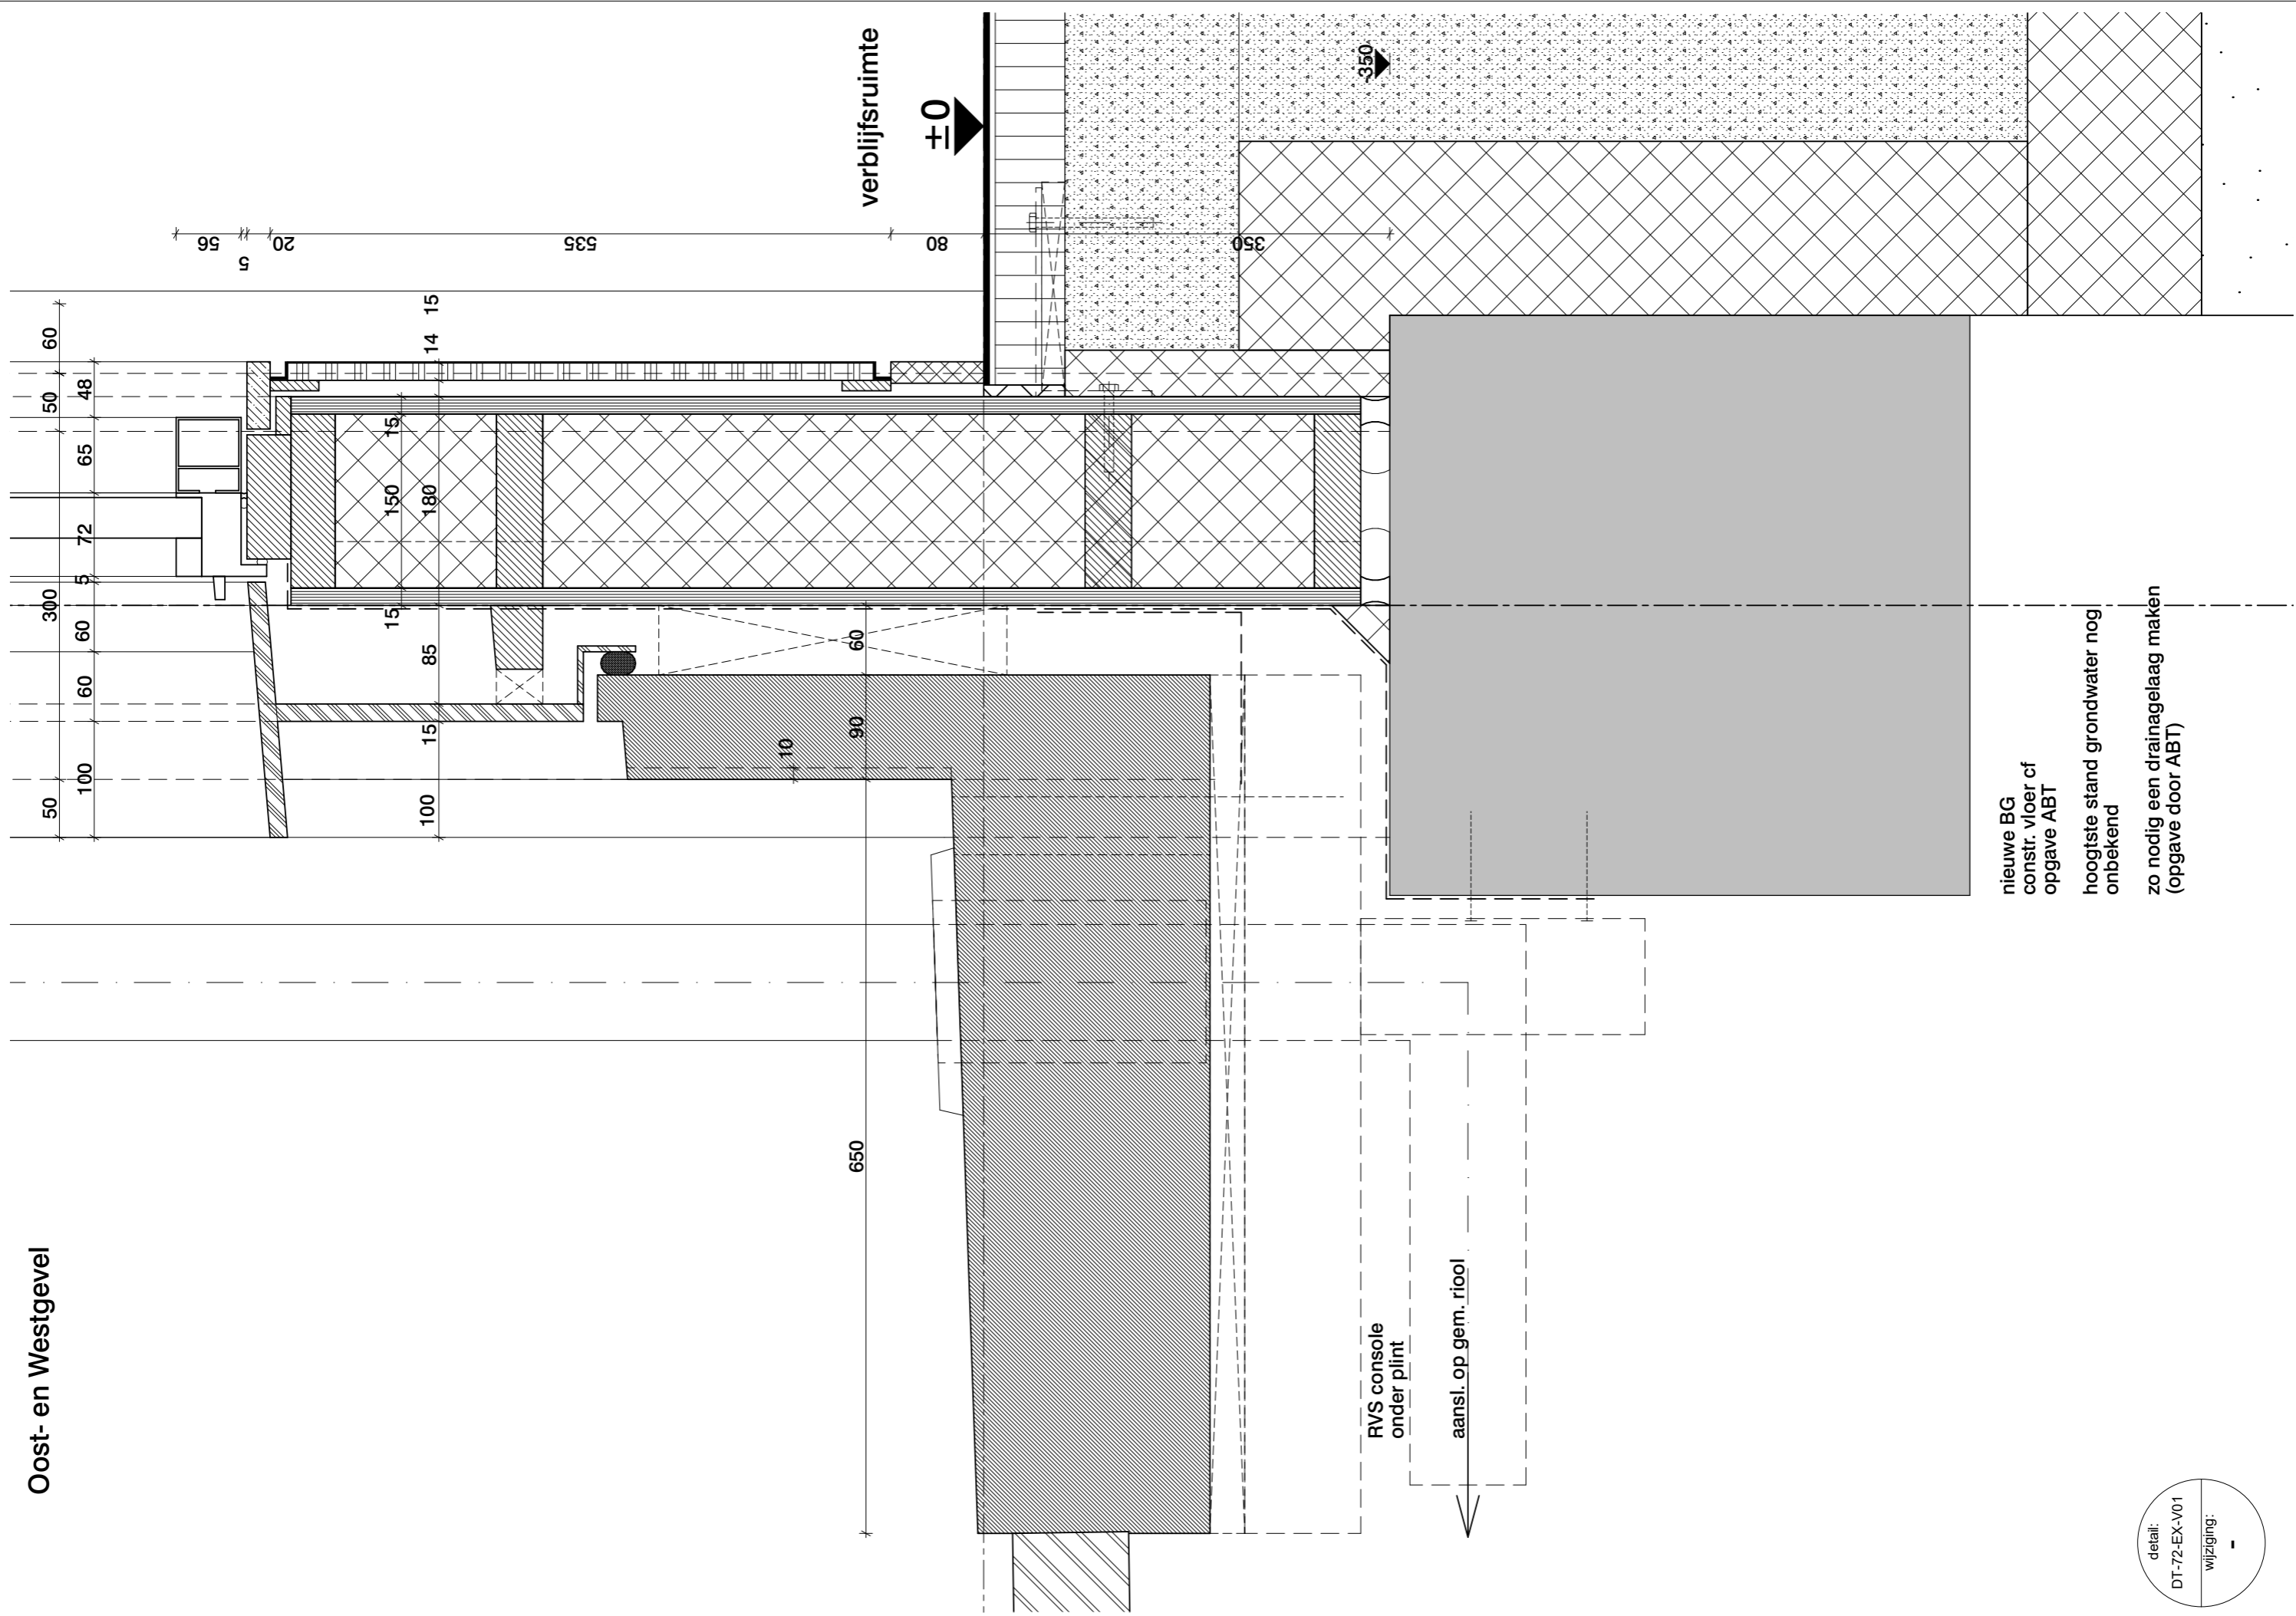 Oost- en Westgevel
verblijfsruimte
±0
-350
56
5
20
535
80
350
60
50
300
50
48
65
72
5
60
60
100
15
14
15
150
180
15
85
15
100
60
90
10
650
RVS console
onder plint
aansl. op gem. riool
nieuwe BG
constr. vloer cf
opgave ABT
hoogtste stand grondwater nog
onbekend
zo nodig een drainagelaag maken
(opgave door ABT)
detail:
DT-72-EX-V01
wijziging:
-